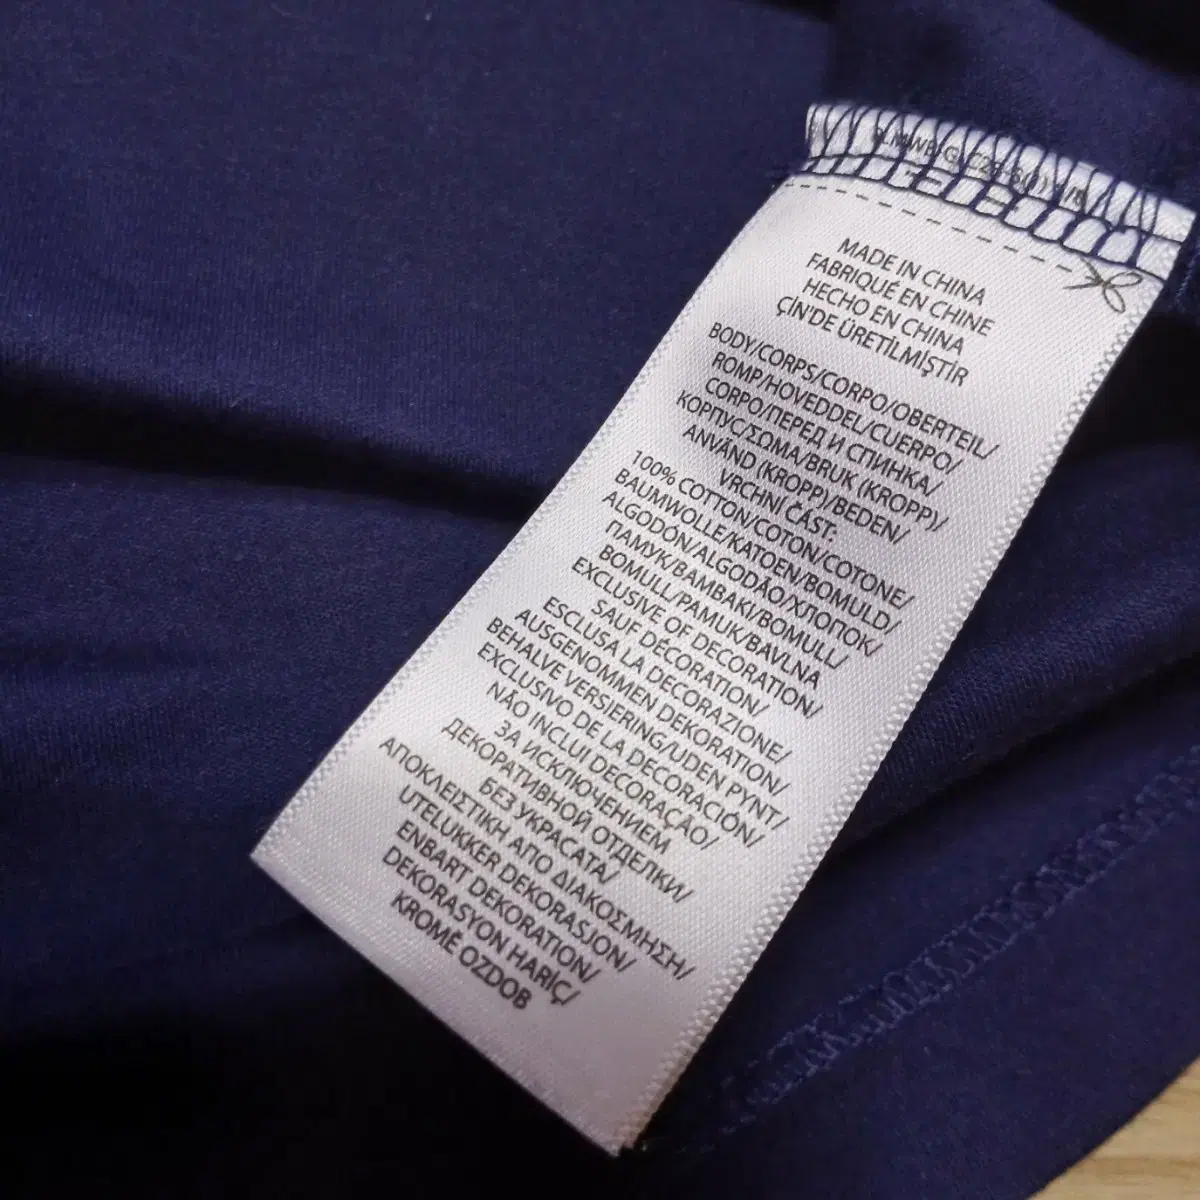 MADE IN CHINA
FABRIQUÉ EN CHINE
HECHO EN CHINA
ÇİN'DE ÜRETİLMİŞTİR
BODY/CORPS/CORPO/OBERTEIL/
ROMP/HOVEDDEL/CUERPO/
CORPO/ПЕРЕД И СПИНКА/
КОРПУС/ΣΩΜΑ/BRUK (KROPP)/
ANVÄND (KROPP)/BEDEN/
VRCHNÍ ČÁST:
100% COTTON/COTON/COTONE/
BAUMWOLLE/KATOEN/BOMULD/
ALGODÓN/ALGODÃO/ХЛОПОК/
ПАМУК/BAMBAKI/BOMULL/
BOMULL/PAMUK/BAVLNA
EXCLUSIVE OF DECORATION/
SAUF DÉCORATION/
ESCLUSA LA DECORAZIONE/
AUSGENOMMEN DEKORATION/
BEHALVE VERSIERING/UDEN PYNT/
EXCLUSIVO DE LA DECORACIÓN/
NÃO INCLUI DECORAÇÃO/
ЗА ИСКЛЮЧЕНИЕМ
ДЕКОРАТИВНОЙ ОТДЕЛКИ/
БЕЗ УКРАСАТА/
ΑΠΟΚΛΕΙΣΤΙΚΗ ΑΠΟ ΔΙΑΚΟΣΜΗΣΗ/
UTELUKKER DEKORASJON/
ENBART DEKORATION/
DEKORASYON HARİÇ/
KROMĚ OZDOB